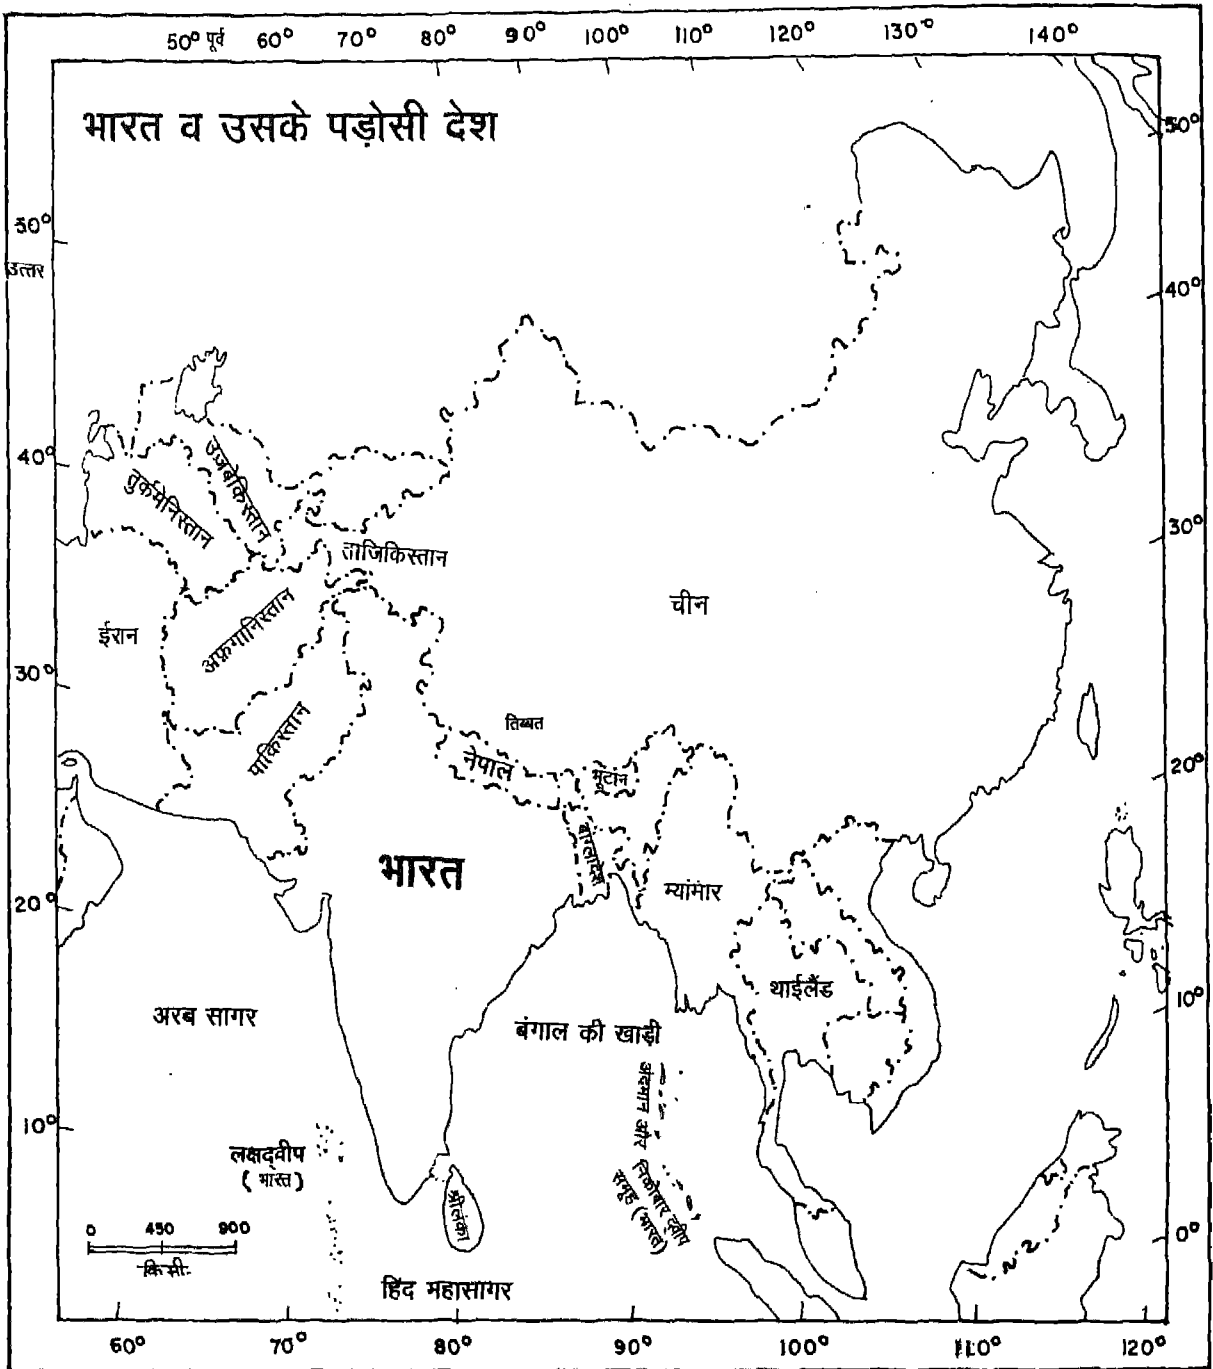 50° पूर्व 60° 70° 80° 90° 100° 110° 120° 130° 140°
भारत व उसके पड़ोसी देश
50°
50°
उत्तर
40°
उज़बेकिस्तान
40°
तुर्कमेनिस्तान
30°
ताजिकिस्तान
चीन
ईरान
अफ़गानिस्तान
30°
तिब्बत
पाकिस्तान
नेपाल
भूटान
20°
बांग्लादेश
भारत
म्यांमार
20°
थाईलैंड
10°
अरब सागर
बंगाल की खाड़ी
अंदमान और
निकोबार द्वीप
समूह (भारत)
10°
लक्षद्वीप
(भारत)
श्रीलंका
0 450 900
किमी.
0°
हिंद महासागर
60° 70° 80° 90° 100° 110° 120°